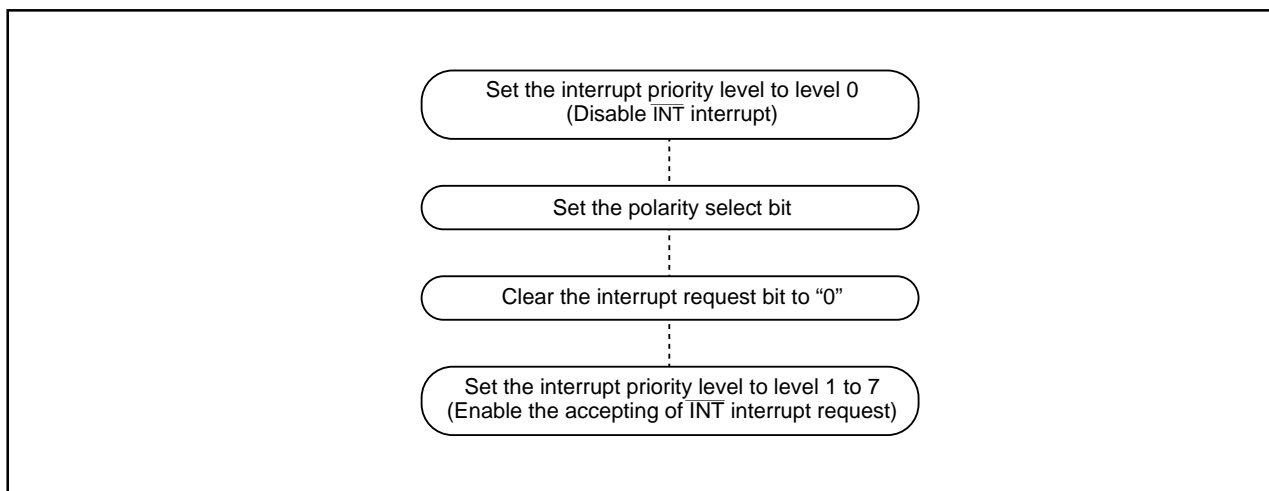 Set the interrupt priority level to level 0
(Disable I̅N̅T̅ interrupt)
Set the polarity select bit
Clear the interrupt request bit to “0”
Set the interrupt priority level to level 1 to 7
(Enable the accepting of I̅N̅T̅ interrupt request)